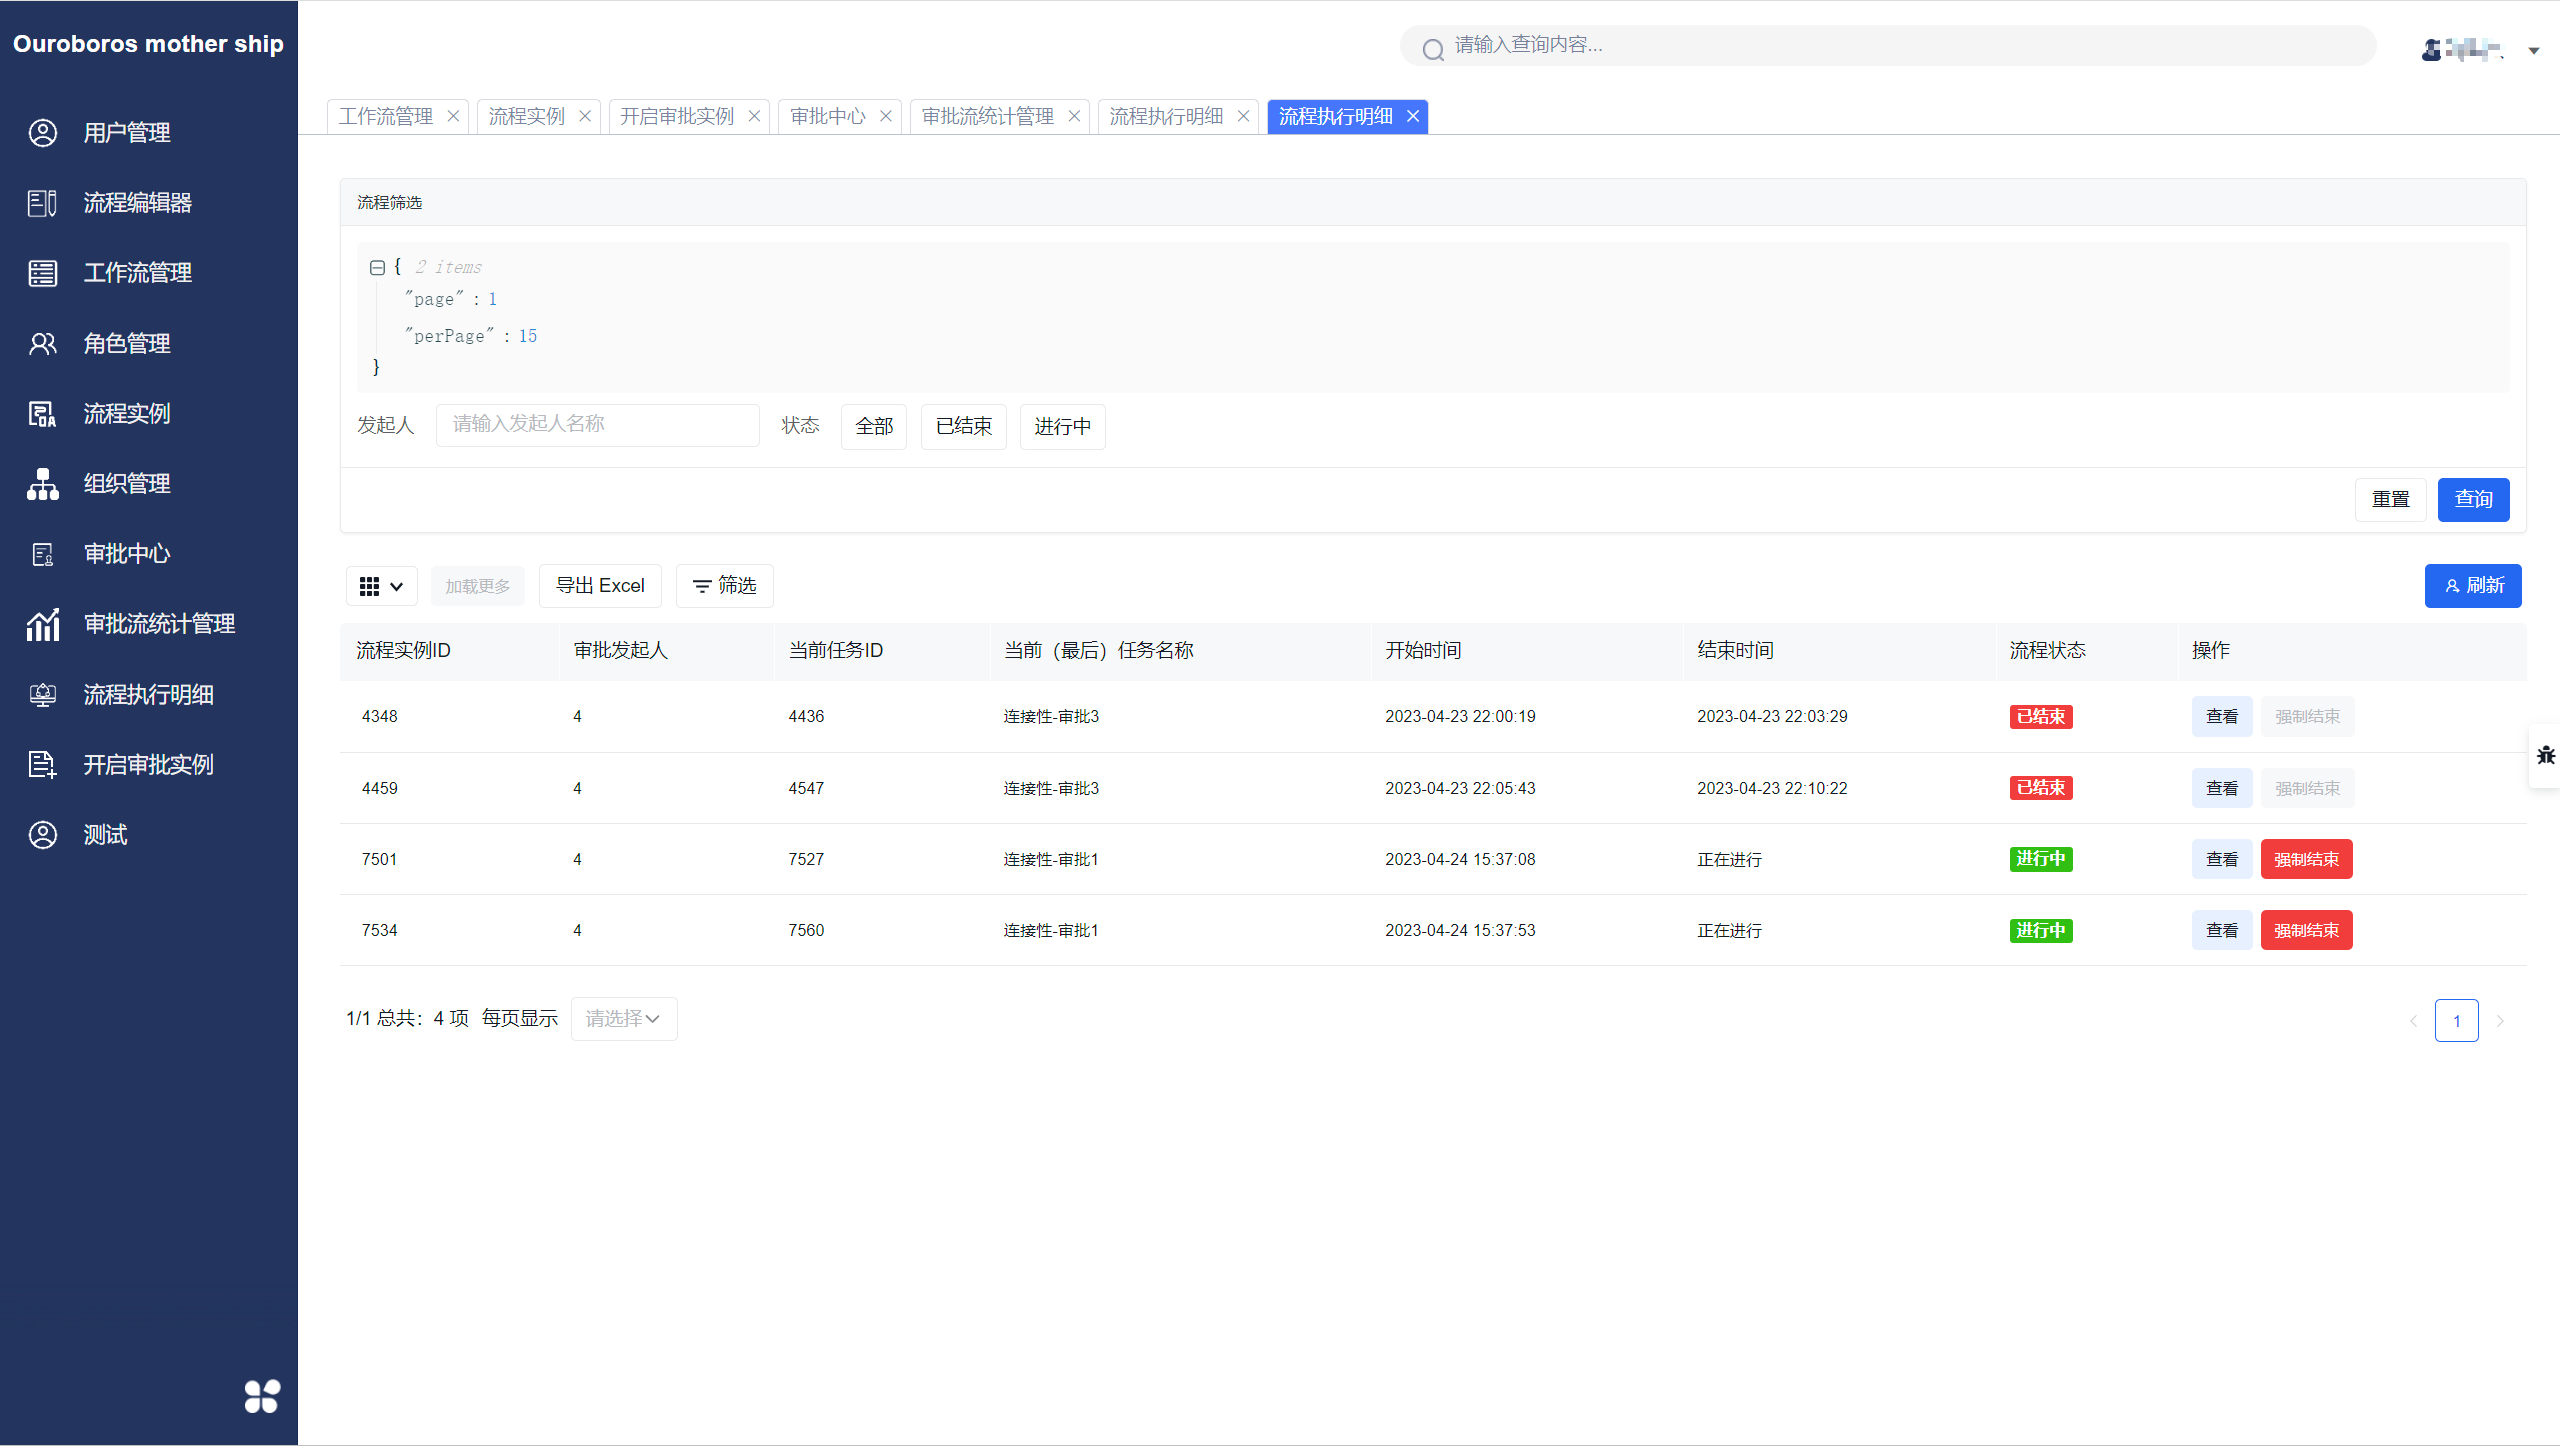 Ouroboros mother ship
请输入查询内容...
用户管理
流程编辑器
工作流管理
角色管理
流程实例
组织管理
审批中心
审批流统计管理
流程执行明细
开启审批实例
测试
工作流管理 流程实例 开启审批实例 审批中心 审批流统计管理 流程执行明细 流程执行明细
流程筛选
{ 2 items
"page" : 1
"perPage" : 15
}
发起人 请输入发起人名称 状态 全部 已结束 进行中
重置 查询
加载更多 导出 Excel 筛选 刷新
流程实例ID 审批发起人 当前任务ID 当前（最后）任务名称 开始时间 结束时间 流程状态 操作
4348 4 4436 连接性-审批3 2023-04-23 22:00:19 2023-04-23 22:03:29 已结束 查看 强制结束
4459 4 4547 连接性-审批3 2023-04-23 22:05:43 2023-04-23 22:10:22 已结束 查看 强制结束
7501 4 7527 连接性-审批1 2023-04-24 15:37:08 正在进行 进行中 查看 强制结束
7534 4 7560 连接性-审批1 2023-04-24 15:37:53 正在进行 进行中 查看 强制结束
1/1 总共：4 项 每页显示 请选择 1